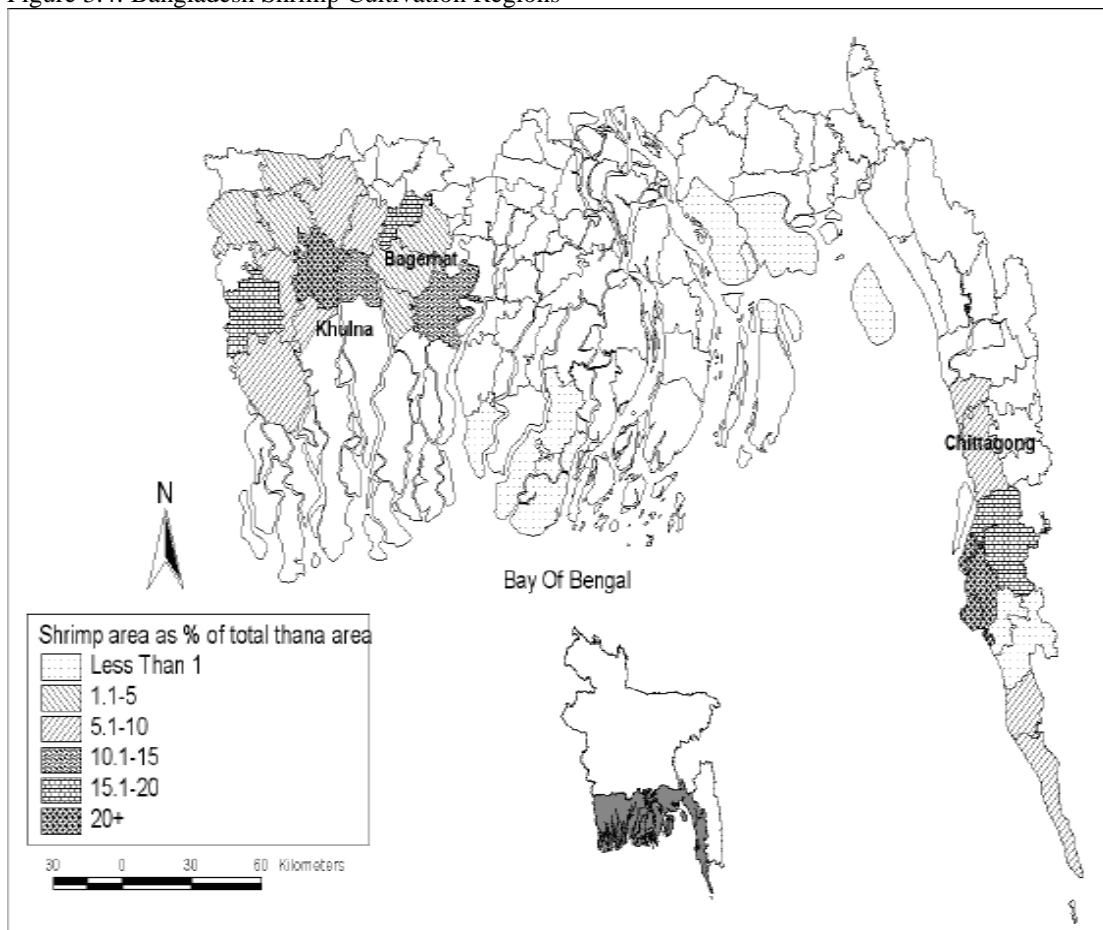 Figure 3.4: Bangladesh Shrimp Cultivation Regions
Bagerhat
Khulna
Chittagong
N
Bay Of Bengal
Shrimp area as % of total thana area
Less Than 1
1.1-5
5.1-10
10.1-15
15.1-20
20+
30 0 30 60 Kilometers